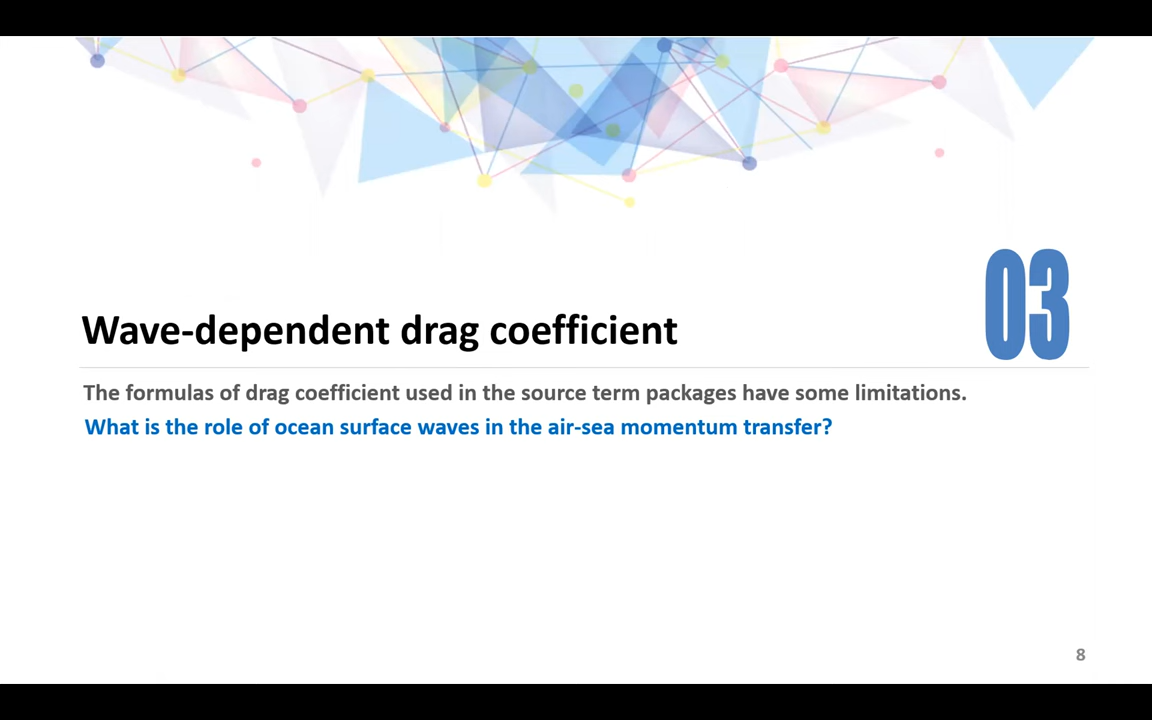 03
Wave-dependent drag coefficient
The formulas of drag coefficient used in the source term packages have some limitations.
What is the role of ocean surface waves in the air-sea momentum transfer?
8